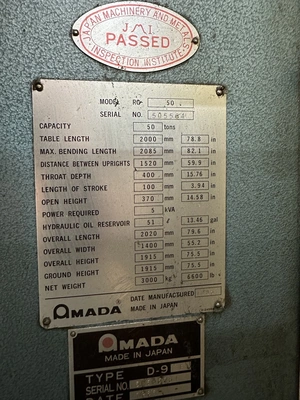 JAPAN MACHINERY AND METAL
JMI
PASSED
INSPECTION INSTITUTE
MODEL RG 50
SERIAL NO. 505564
CAPACITY 50 tons
TABLE LENGTH 2000 mm 78.8 in
MAX. BENDING LENGTH 2085 mm 82.1 in
DISTANCE BETWEEN UPRIGHTS 1520 mm 59.9 in
THROAT DEPTH 400 mm 15.76 in
LENGTH OF STROKE 100 mm 3.94 in
OPEN HEIGHT 370 mm 14.58 in
POWER REQUIRED 5 kVA
HYDRAULIC OIL RESERVOIR 51 ℓ 13.46 gal
OVERALL LENGTH 2020 mm 79.6 in
OVERALL WIDTH 1400 mm 55.2 in
OVERALL HEIGHT 1915 mm 75.5 in
GROUND HEIGHT 1915 mm 75.5 in
NET WEIGHT 3000 kg 6600 lb
AMADA DATE MANUFACTURED
MADE IN JAPAN
AMADA
MADE IN JAPAN
TYPE D-9
SERIAL NO.
DATE